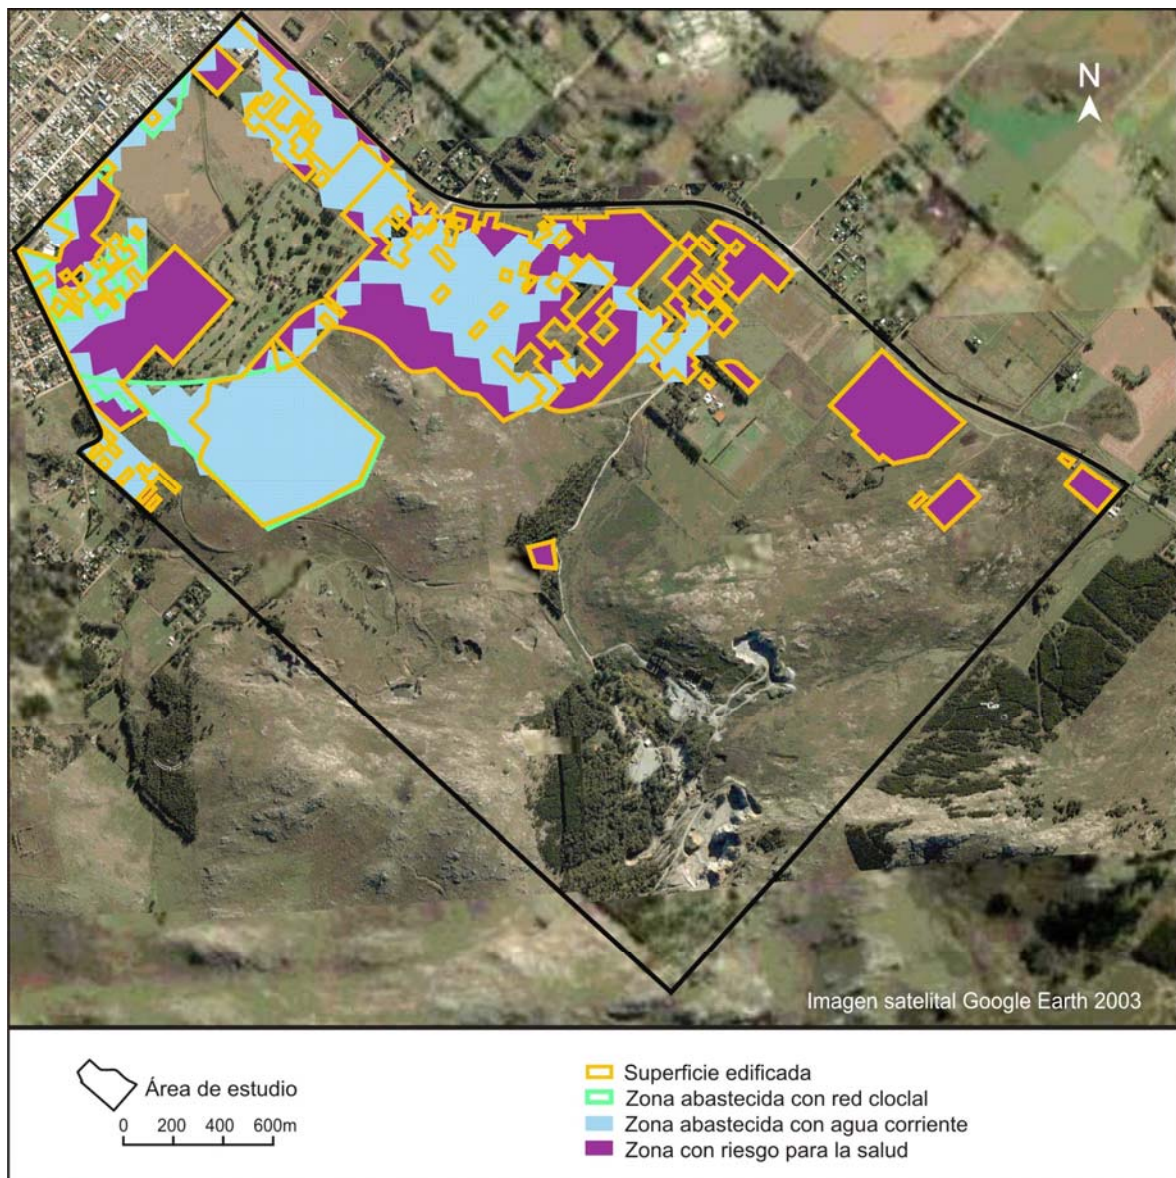 N
Imagen satelital Google Earth 2003
Área de estudio
0 200 400 600m
Superficie edificada
Zona abastecida con red cloclal
Zona abastecida con agua corriente
Zona con riesgo para la salud